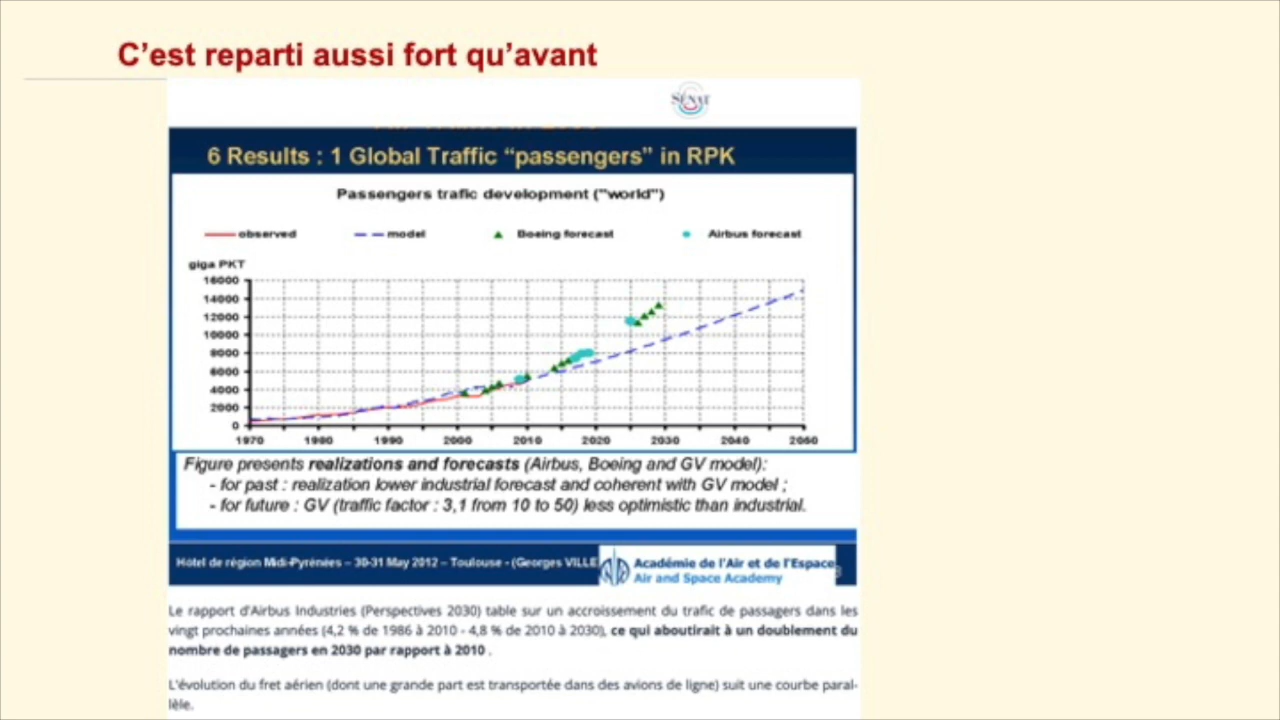 C’est reparti aussi fort qu’avant
SÉNAT
6 Results : 1 Global Traffic “passengers” in RPK
Passengers trafic development ("world")
observed model Boeing forecast Airbus forecast
giga PKT
16000
14000
12000
10000
8000
6000
4000
2000
0
1970 1980 1990 2000 2010 2020 2030 2040 2050
Figure presents realizations and forecasts (Airbus, Boeing and GV model):
- for past : realization lower industrial forecast and coherent with GV model ;
- for future : GV (traffic factor : 3,1 from 10 to 50) less optimistic than industrial.
Hôtel de région Midi-Pyrénées – 30-31 May 2012 – Toulouse - (Georges VILLE
Académie de l'Air et de l'Espace
Air and Space Academy
Le rapport d'Airbus Industries (Perspectives 2030) table sur un accroissement du trafic de passagers dans les
vingt prochaines années (4,2 % de 1986 à 2010 - 4,8 % de 2010 à 2030), ce qui aboutirait à un doublement du
nombre de passagers en 2030 par rapport à 2010 .
L'évolution du fret aérien (dont une grande part est transportée dans des avions de ligne) suit une courbe paral-
lèle.